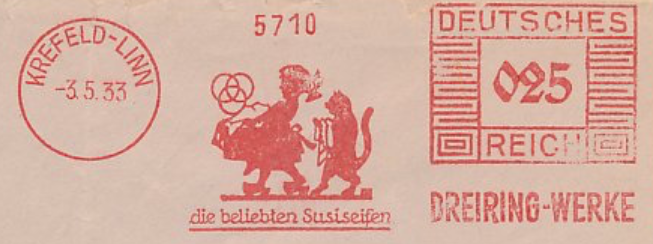 KREFELD-LINN
-3.5.33
5710
die beliebten Susiseifen
DEUTSCHES
025
REICH
DREIRING-WERKE